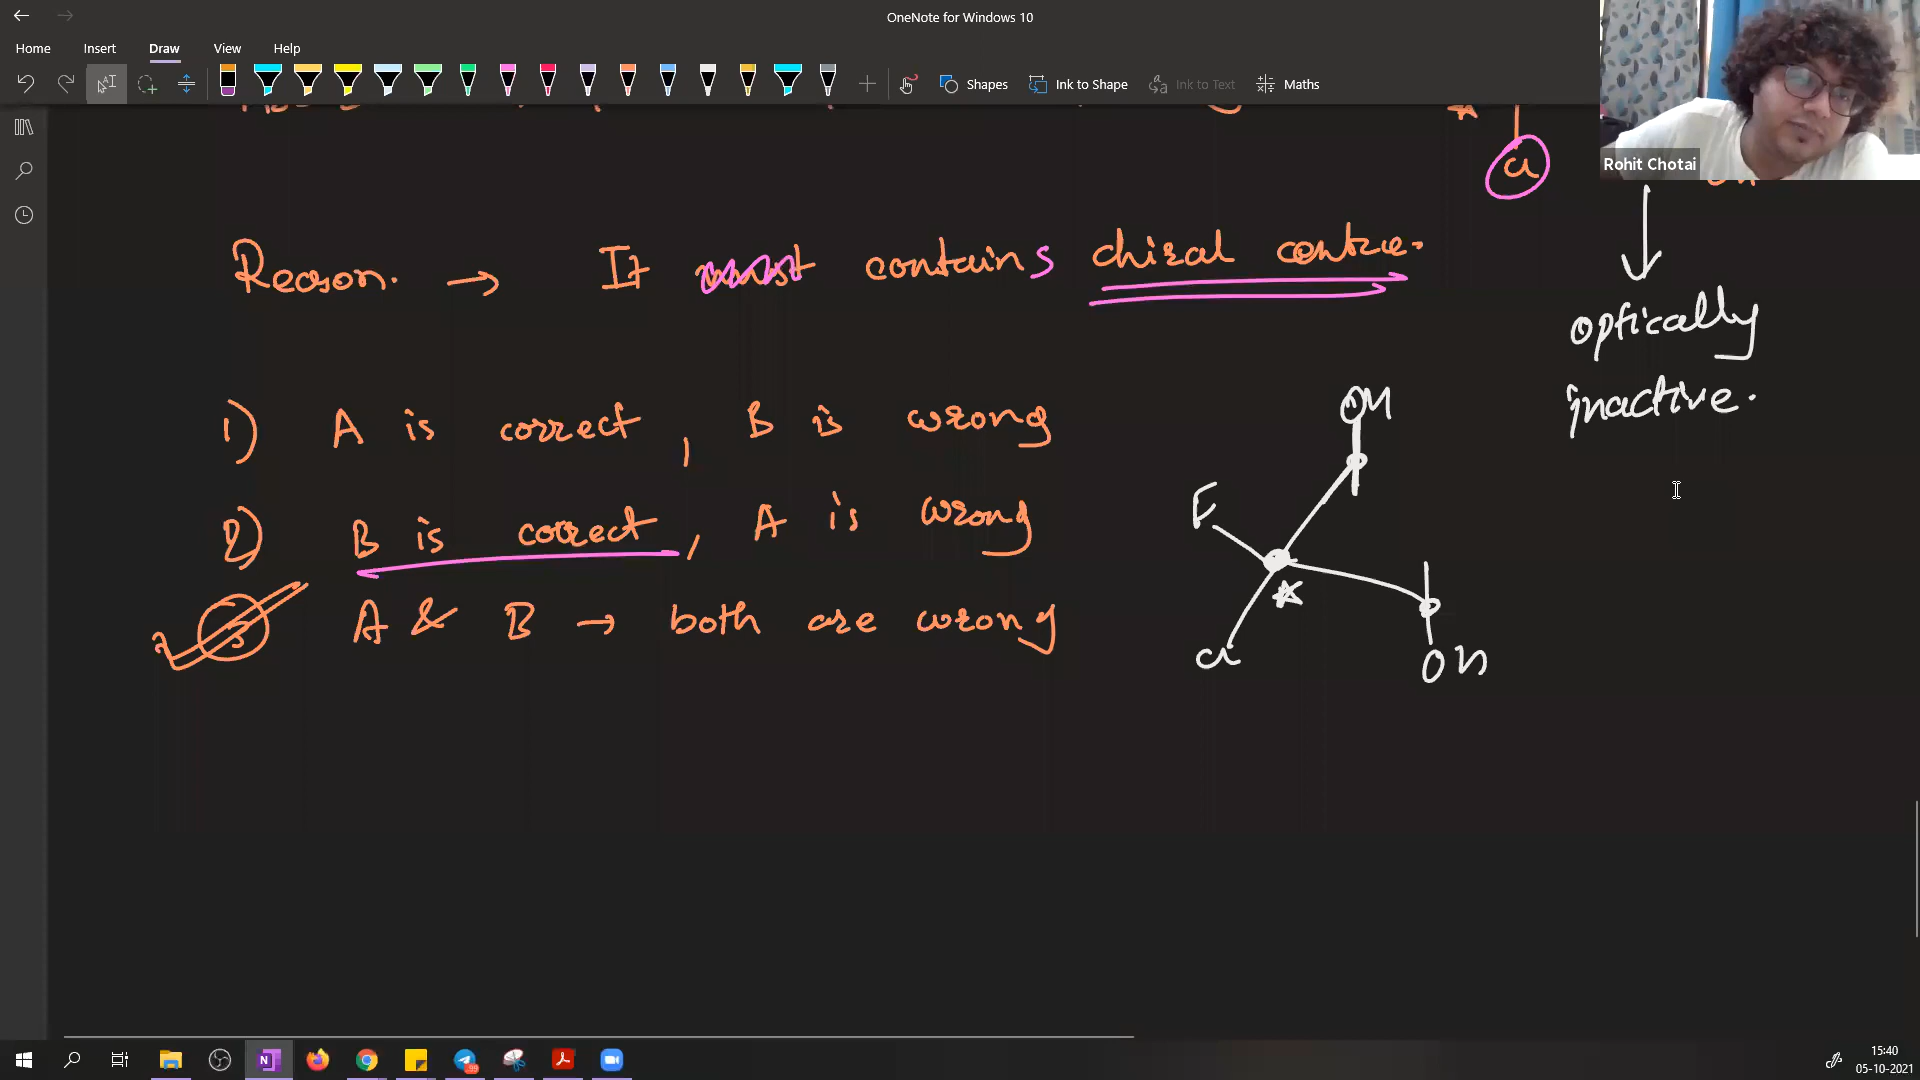 OneNote for Windows 10
Home Insert Draw View Help
Shapes Ink to Shape Ink to Text Maths
Rohit Chotai
Cl
Reason. → It must contains chiral centre.
optically
inactive.
1) A is correct, B is wrong
2) B is correct, A is wrong
3) A & B → both are wrong
OH
F
Cl
OH
15:40
05-10-2021